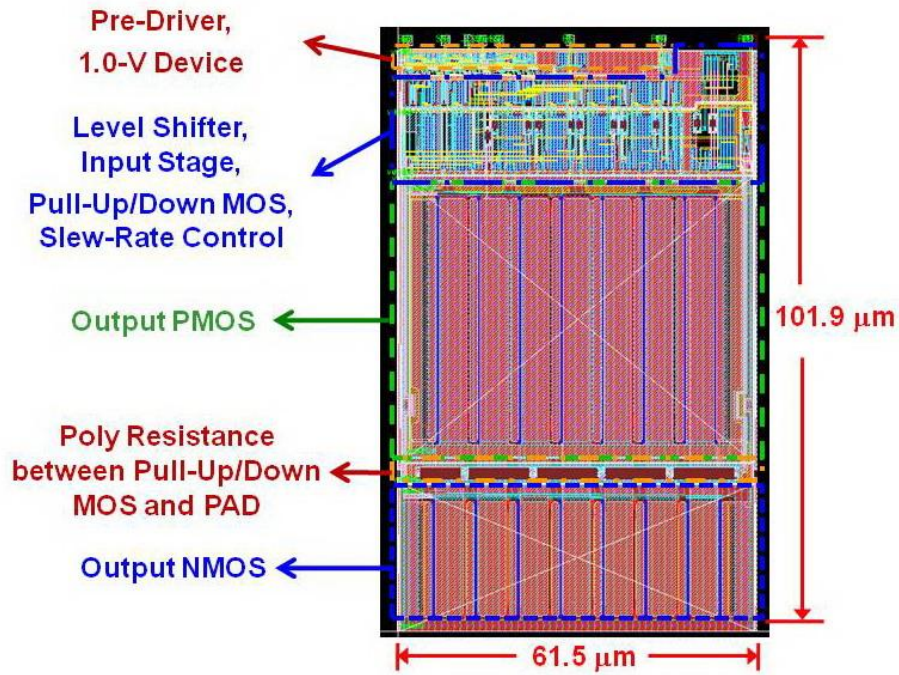 Pre-Driver,
1.0-V Device
Level Shifter,
Input Stage,
Pull-Up/Down MOS,
Slew-Rate Control
Output PMOS
101.9 μm
Poly Resistance
between Pull-Up/Down
MOS and PAD
Output NMOS
61.5 μm